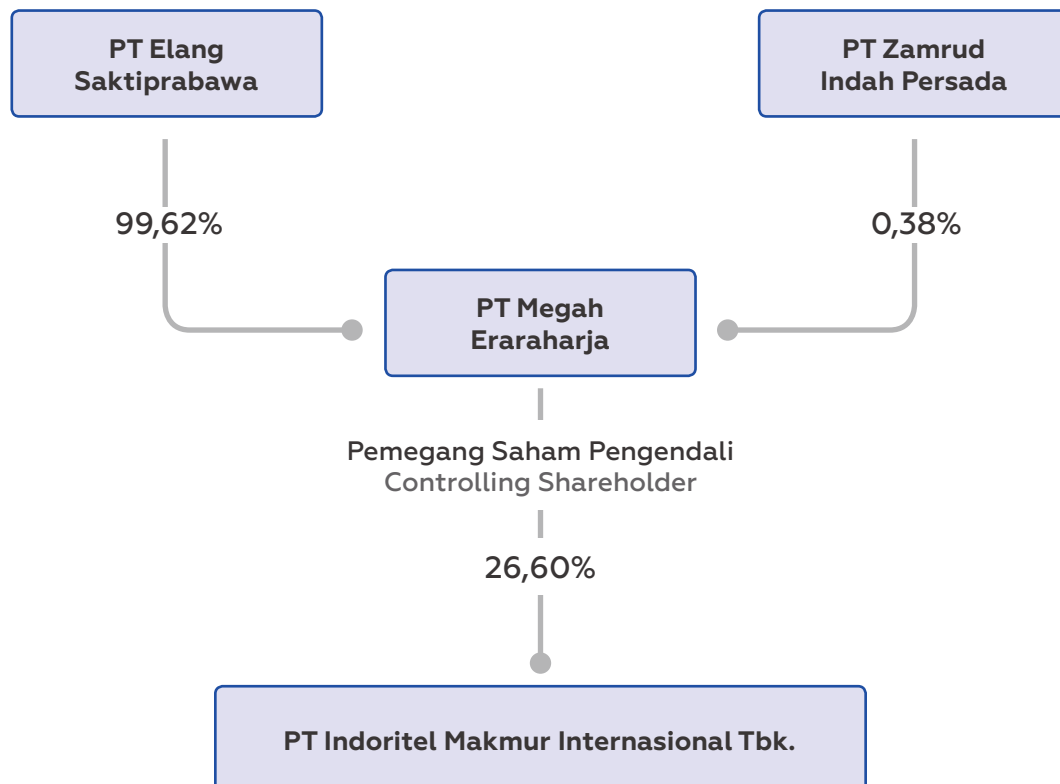 PT Elang
Saktiprabawa
PT Zamrud
Indah Persada
99,62%
0,38%
PT Megah
Eraraharja
Pemegang Saham Pengendali
Controlling Shareholder
26,60%
PT Indoritel Makmur Internasional Tbk.